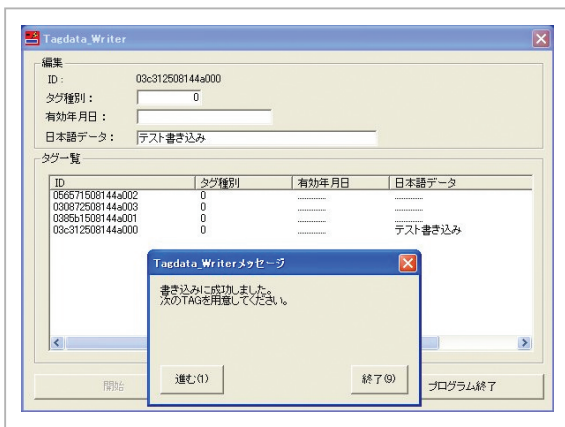 Tagdata_Writer
編集
ID : 03c312508144a000
タグ種別： 0
有効年月日：
日本語データ： テスト書き込み
タグ一覧
ID タグ種別 有効年月日 日本語データ
056571508144a002 0 ............ ............
030872508144a003 0 ............ ............
0385b1508144a001 0 ............ ............
03c312508144a000 0 ............ テスト書き込み
Tagdata_Writerメッセージ
書き込みに成功しました。
次のTAGを用意してください。
進む(1) 終了(9)
開始 プログラム終了